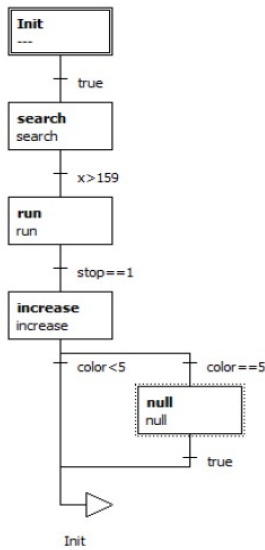 Init
---
true
search
search
x>159
run
run
stop==1
increase
increase
color<5
color==5
null
null
true
Init